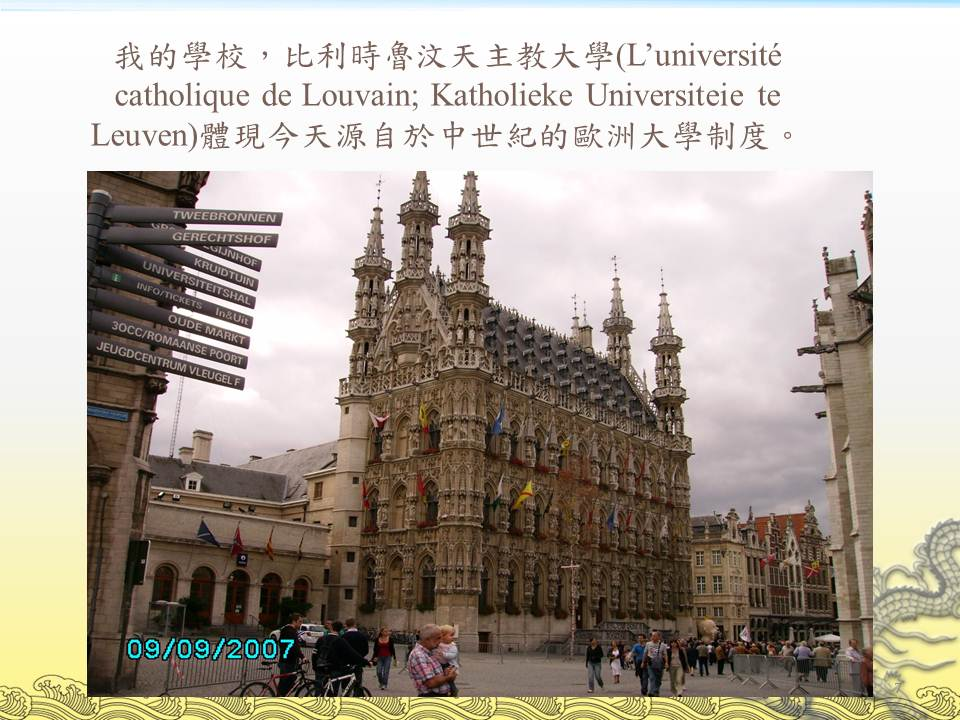 我的學校，比利時魯汶天主教大學(L’université
catholique de Louvain; Katholieke Universiteie te
Leuven)體現今天源自於中世紀的歐洲大學制度。
TWEEBRONNEN
GERECHTSHOF
GIJNHOF
KRUIDTUIN
UNIVERSITEITSHAL
INFO/TICKETS In&Uit
OUDE MARKT
30CC/ROMAANSE POORT
JEUGDCENTRUM VLEUGEL F
09/09/2007